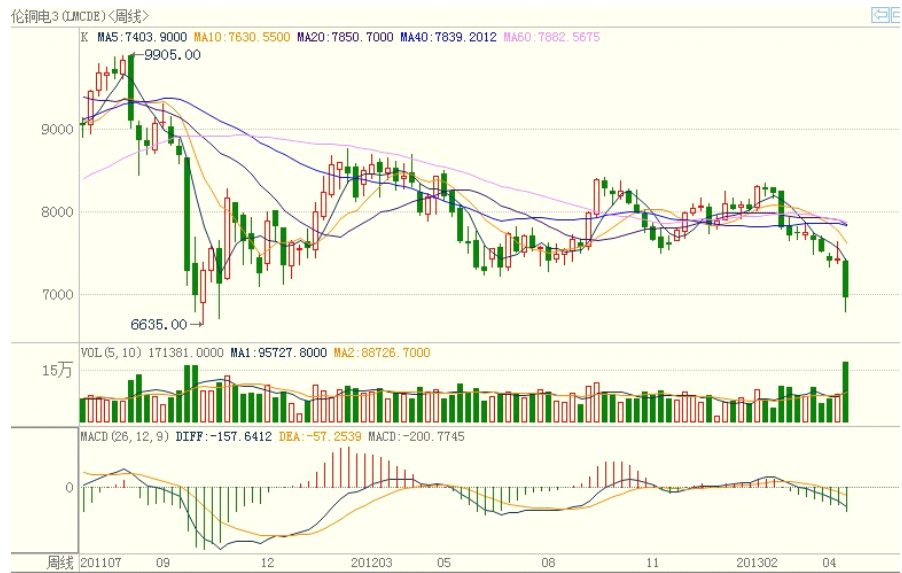 伦铜电3(LMCDE)<周线>
K MA5:7403.9000 MA10:7630.5500 MA20:7850.7000 MA40:7839.2012 MA60:7882.5675
9905.00
9000
8000
7000
6635.00
VOL(5,10) 171381.0000 MA1:95727.8000 MA2:88726.7000
15万
MACD(26,12,9) DIFF:-157.6412 DEA:-57.2539 MACD:-200.7745
0
周线 201107 09 12 201203 05 08 11 201302 04